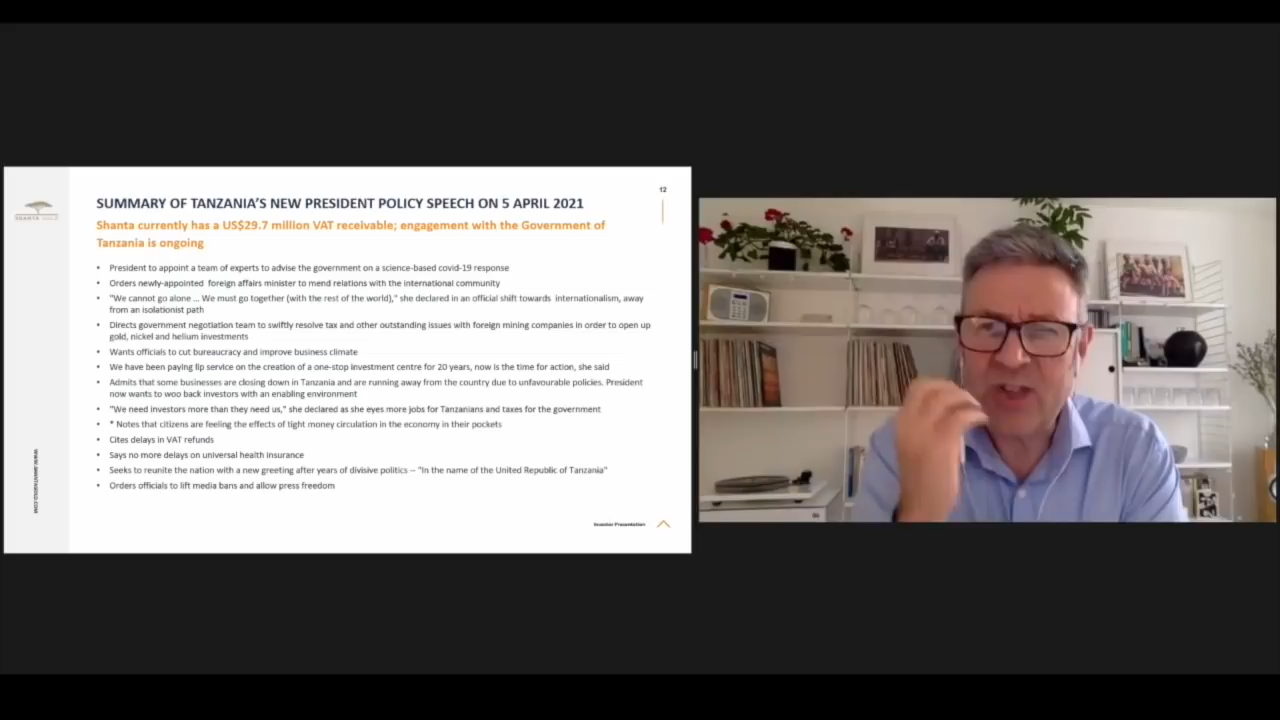 SHANTA GOLD
12
SUMMARY OF TANZANIA'S NEW PRESIDENT POLICY SPEECH ON 5 APRIL 2021
Shanta currently has a US$29.7 million VAT receivable; engagement with the Government of
Tanzania is ongoing
• President to appoint a team of experts to advise the government on a science-based covid-19 response
• Orders newly-appointed foreign affairs minister to mend relations with the international community
• "We cannot go alone ... We must go together (with the rest of the world)," she declared in an official shift towards internationalism, away
from an isolationist path
• Directs government negotiation team to swiftly resolve tax and other outstanding issues with foreign mining companies in order to open up
gold, nickel and helium investments
• Wants officials to cut bureaucracy and improve business climate
• We have been paying lip service on the creation of a one-stop investment centre for 20 years, now is the time for action, she said
• Admits that some businesses are closing down in Tanzania and are running away from the country due to unfavourable policies. President
now wants to woo back investors with an enabling environment
• "We need investors more than they need us," she declared as she eyes more jobs for Tanzanians and taxes for the government
• * Notes that citizens are feeling the effects of tight money circulation in the economy in their pockets
• Cites delays in VAT refunds
• Says no more delays on universal health insurance
• Seeks to reunite the nation with a new greeting after years of divisive politics -- "In the name of the United Republic of Tanzania"
• Orders officials to lift media bans and allow press freedom
Investor Presentation